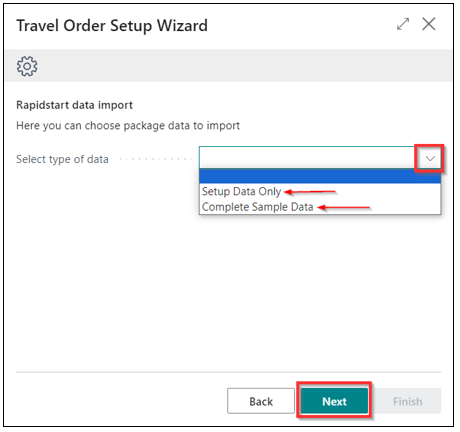 Travel Order Setup Wizard
Rapidstart data import
Here you can choose package data to import
Select type of data
Setup Data Only
Complete Sample Data
Back
Next
Finish